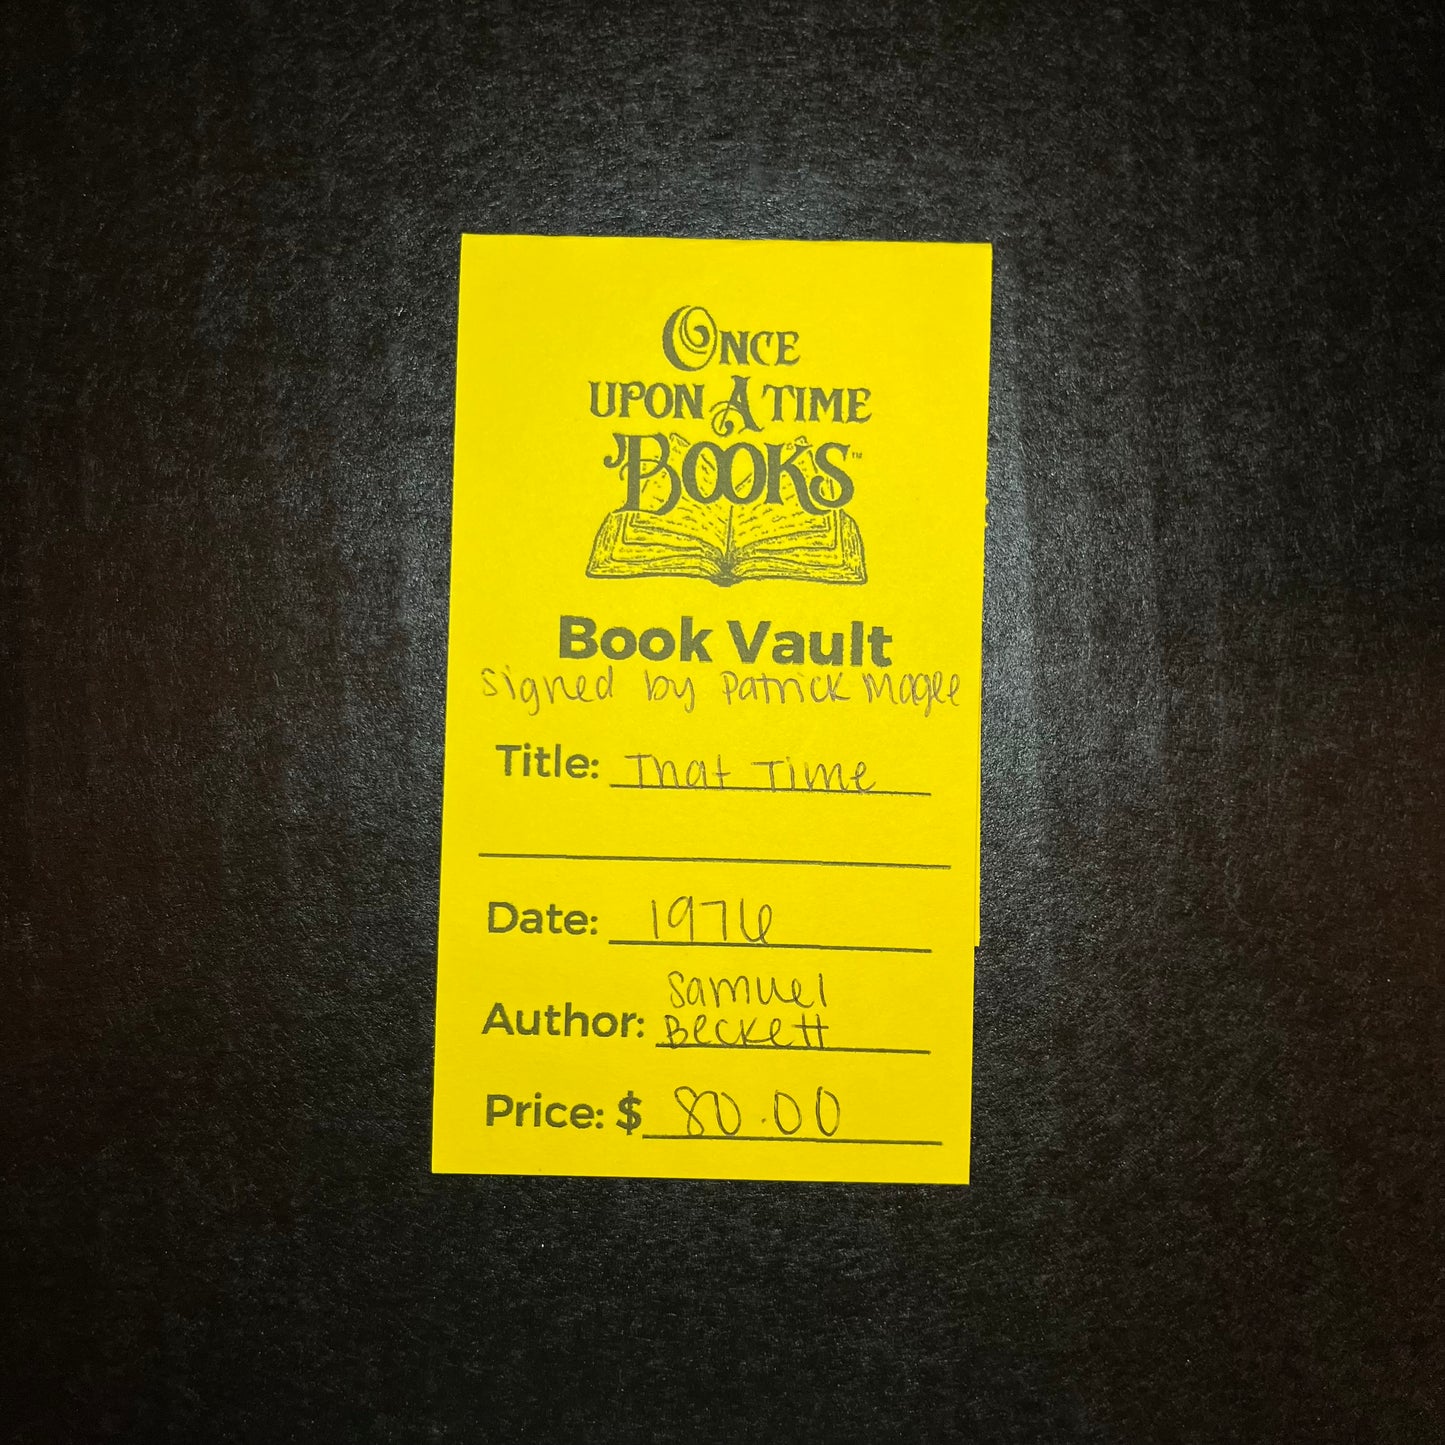 ONCE
UPON A TIME
BOOKS™
Book Vault
Signed by Patrick Magee
Title: That Time
Date: 1976
Samuel
Author: Beckett
Price: $ 80.00